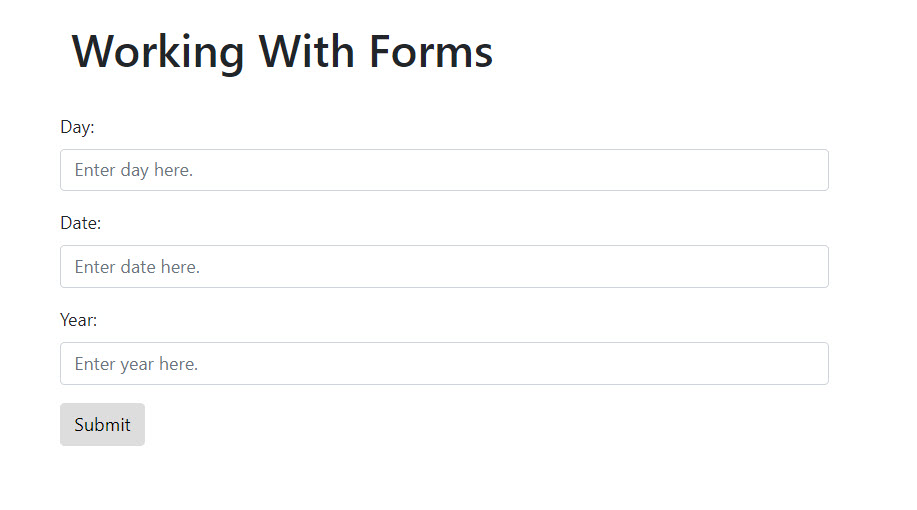 Working With Forms
Day:
Enter day here.
Date:
Enter date here.
Year:
Enter year here.
Submit